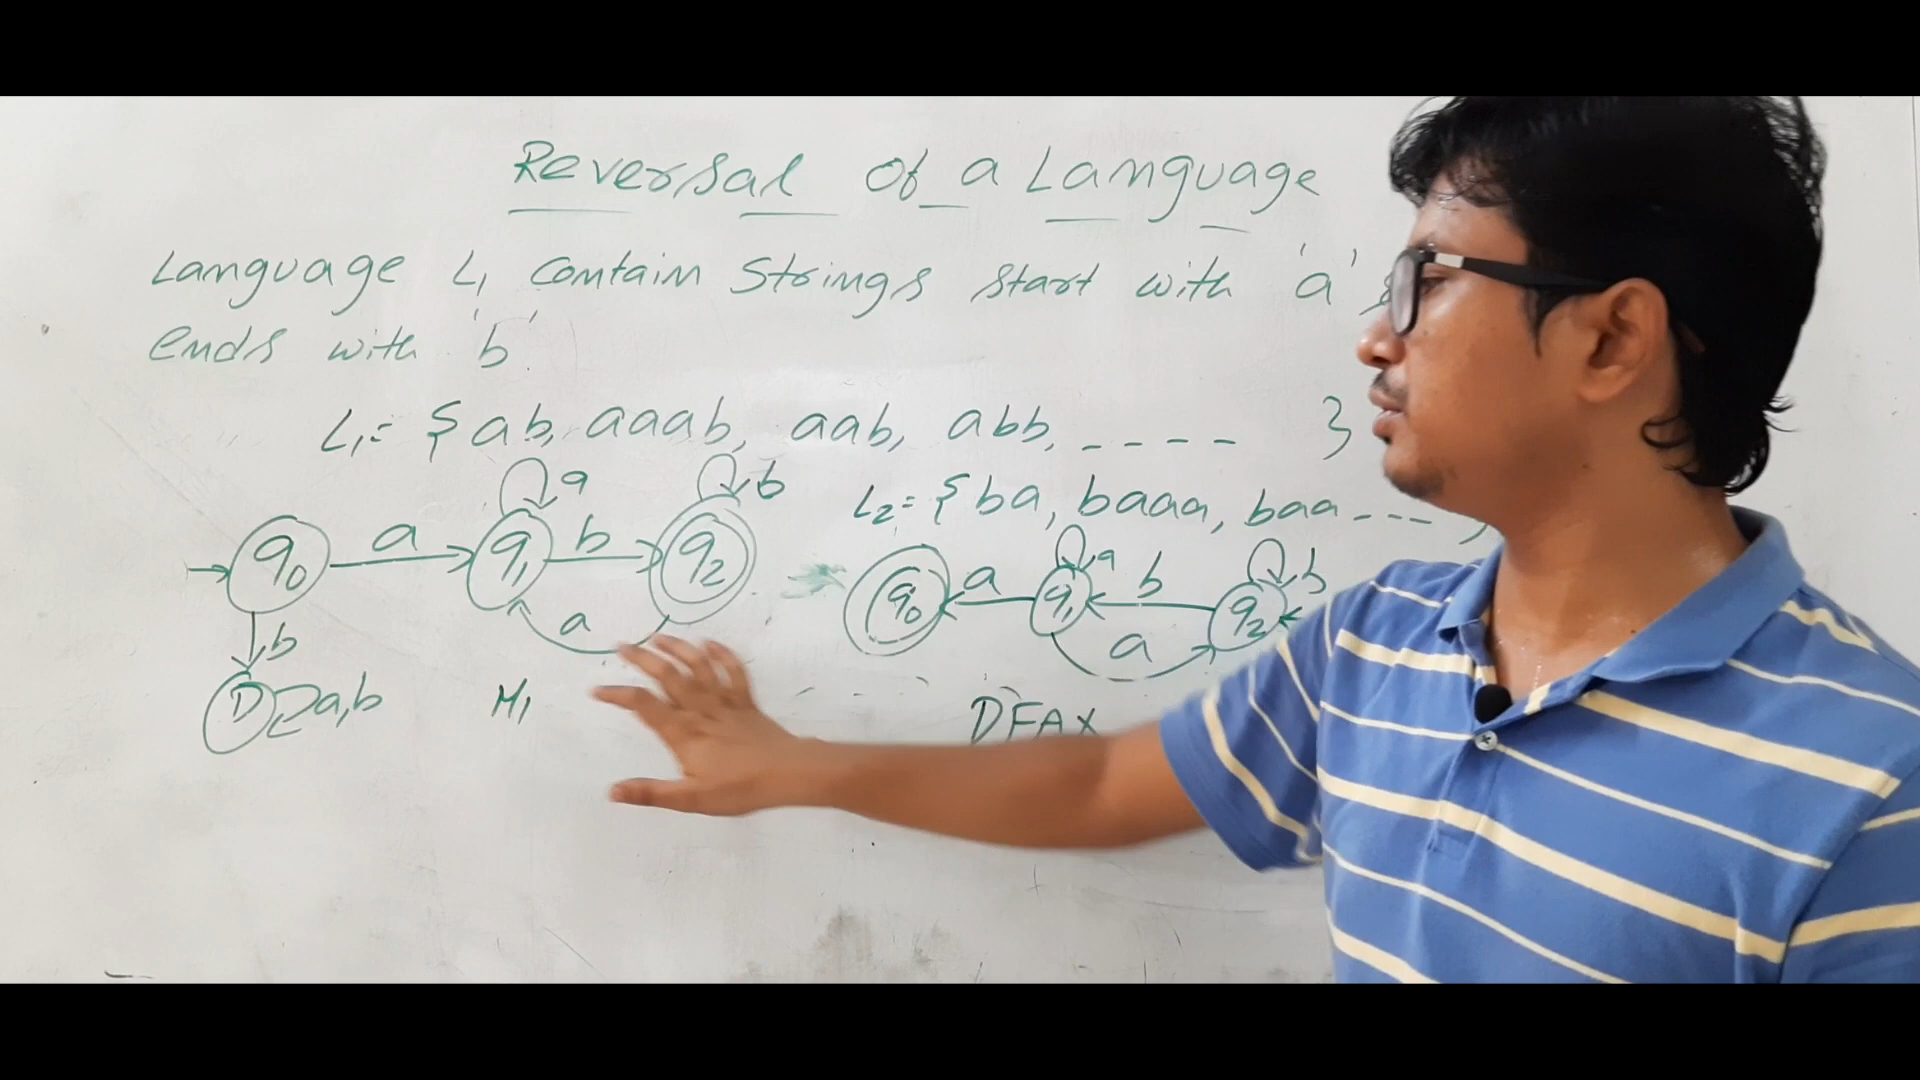 Reversal of a Language
Language L1 contain Strings start with 'a'
ends with 'b'
L1 = { ab, aaab, aab, abb, ---- }
L2 = { ba, baaa, baa ---
a b
q0 a q1 b q2
a
b
D a,b
M1
a b
q0 a q1 b q2
a
DFA X